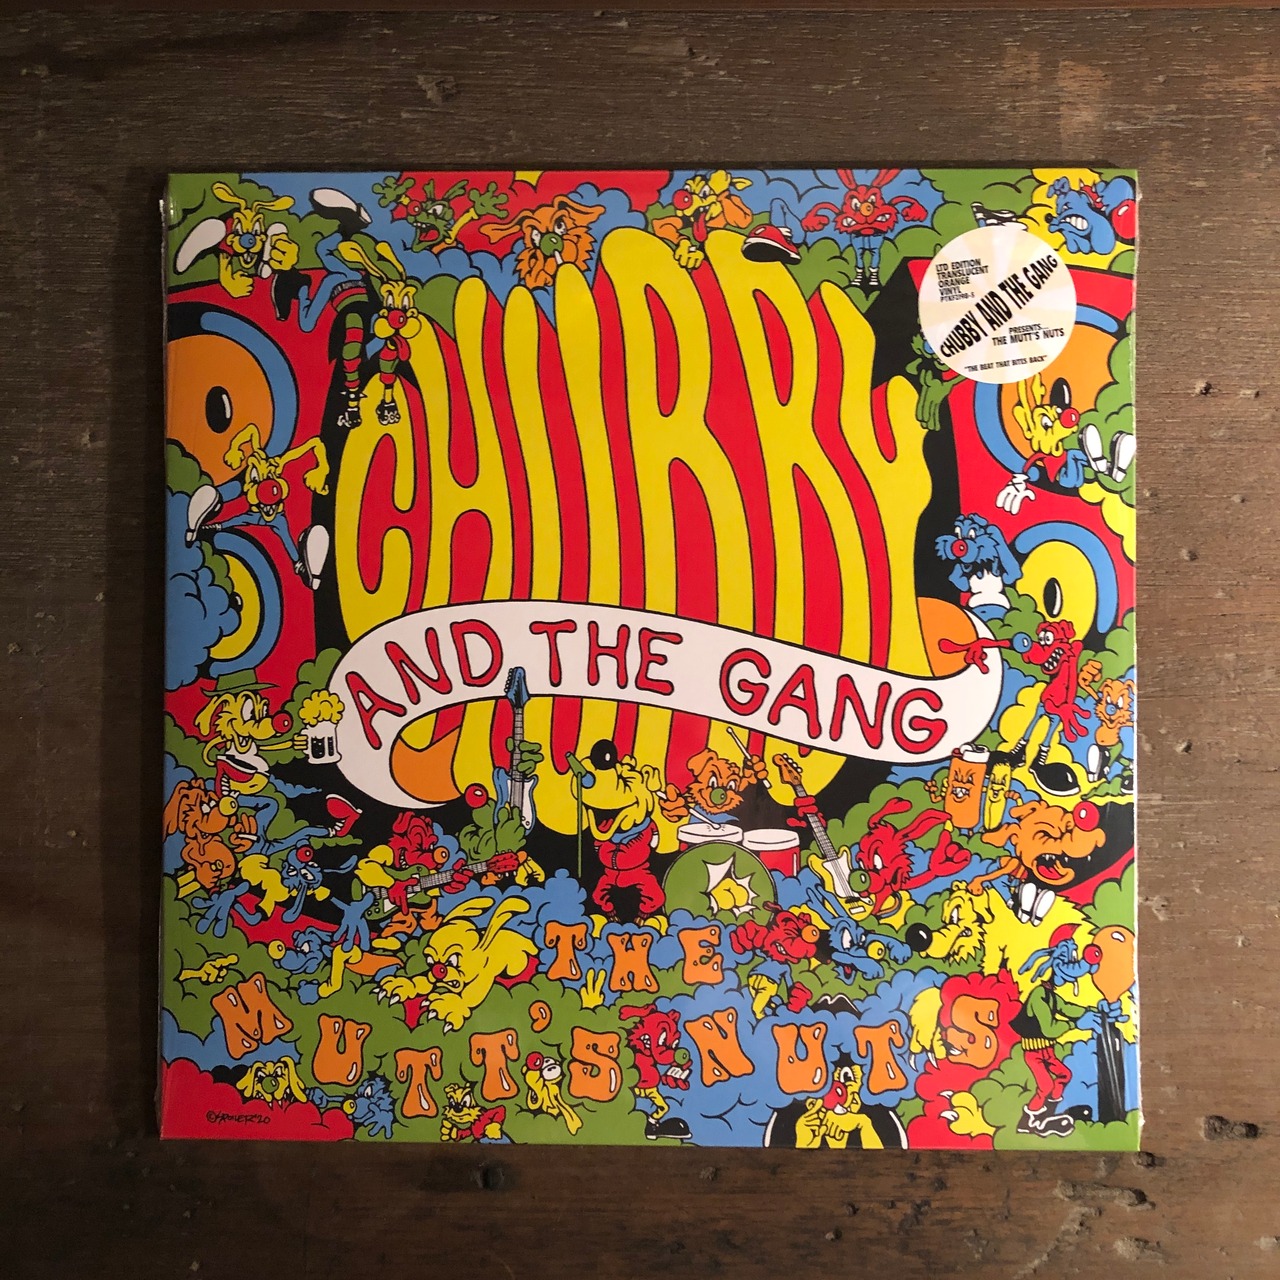 CHUBBY
AND THE GANG
LTD EDITION
TRANSLUCENT
ORANGE
VINYL
CHUBBY AND THE GANG
PRESENTS...
THE MUTT'S NUTS
"THE BEAT THAT BITES BACK"
THE
MUTT'S NUTS